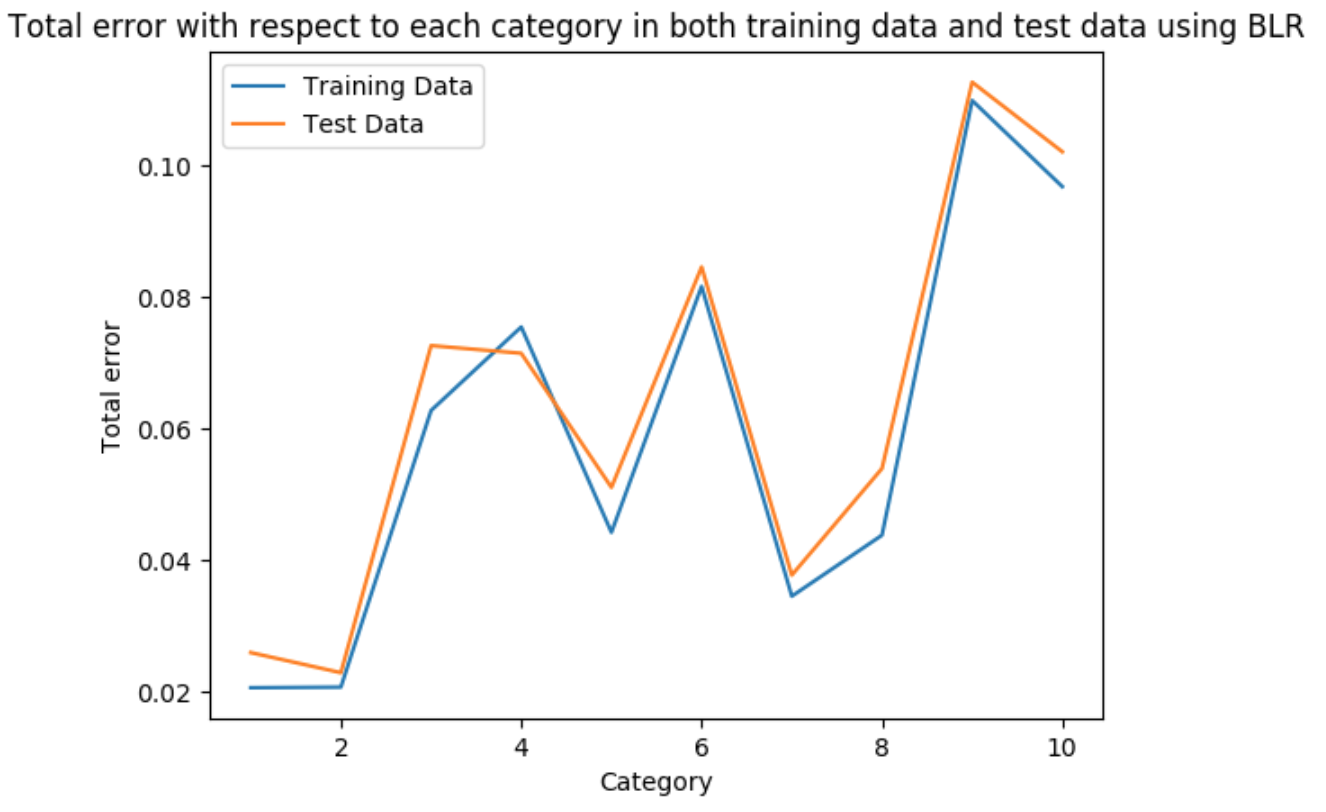 Total error with respect to each category in both training data and test data using BLR
Training Data
Test Data
0.10
0.08
0.06
0.04
0.02
Total error
2 4 6 8 10
Category